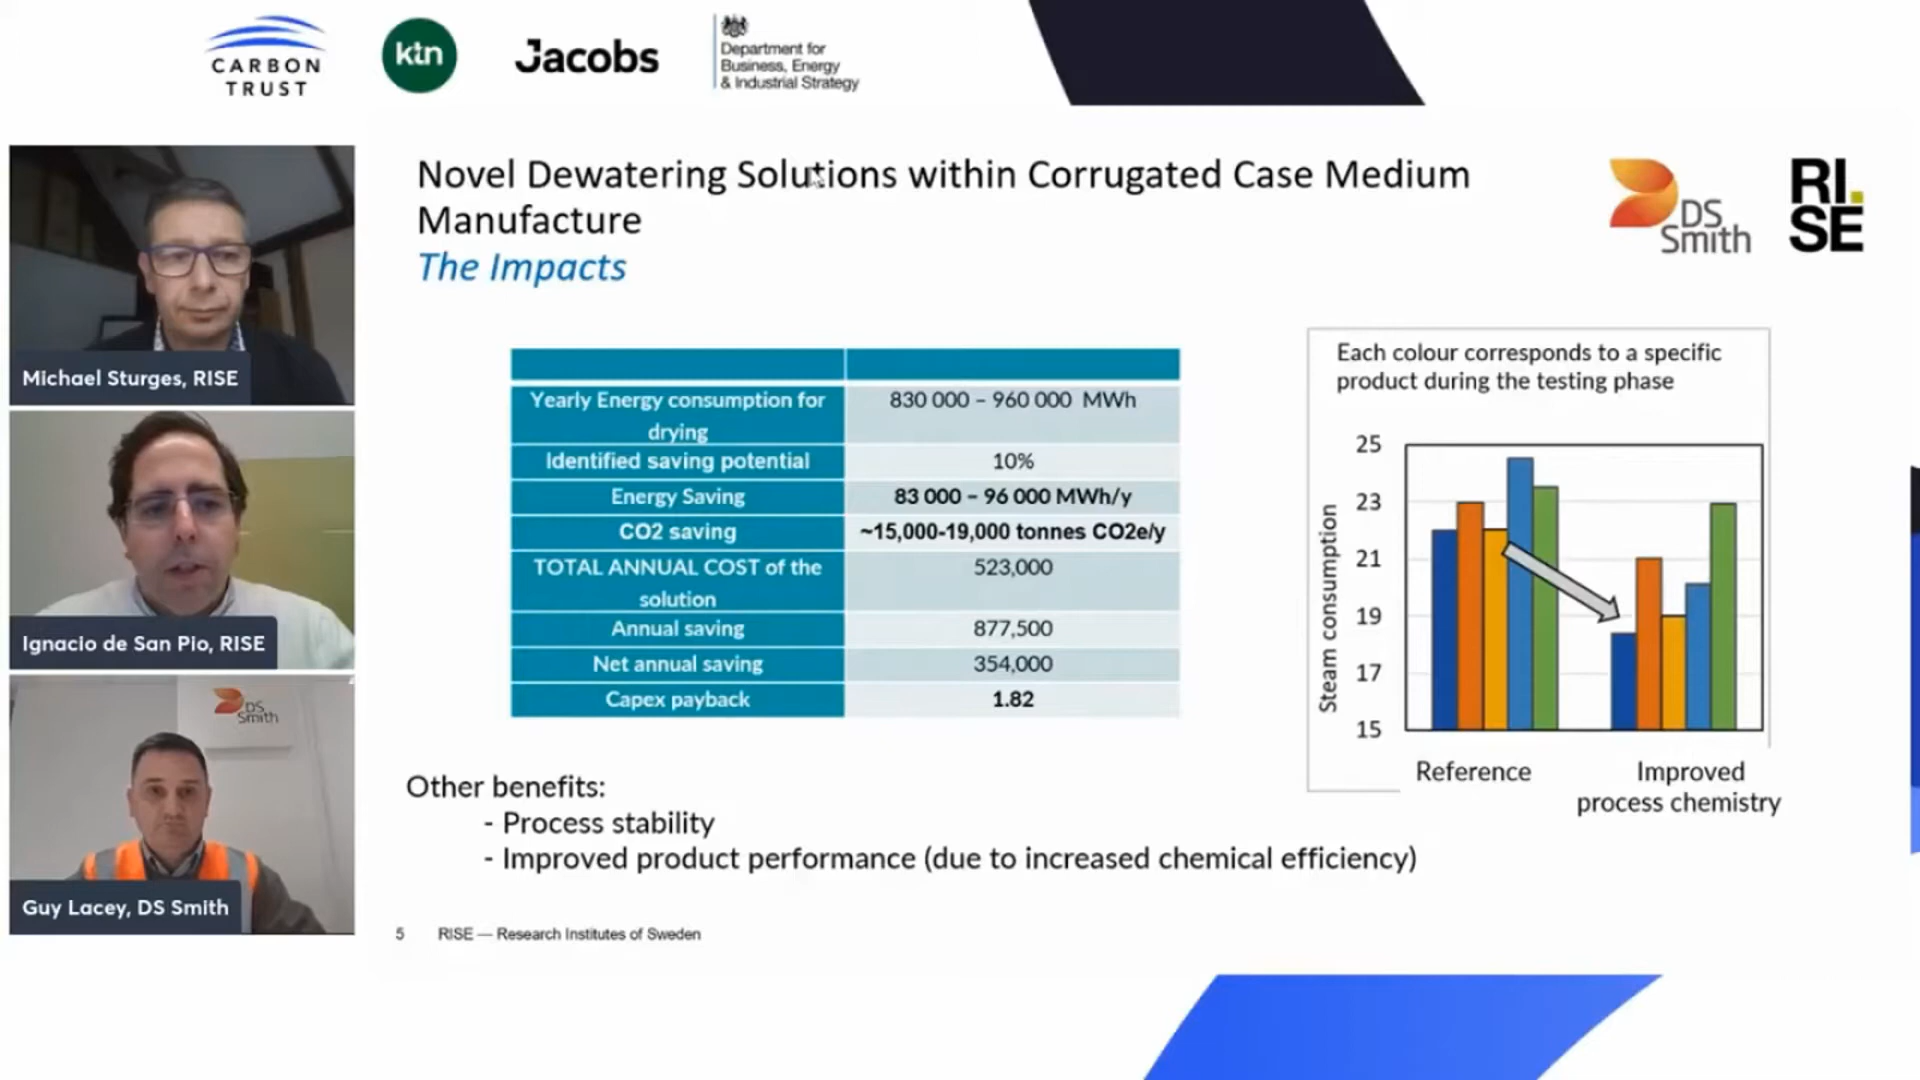 CARBON
TRUST
ktn
Jacobs
Department for
Business, Energy
& Industrial Strategy
Novel Dewatering Solutions within Corrugated Case Medium
Manufacture
The Impacts
DS
Smith
RI.
SE
Michael Sturges, RISE
Ignacio de San Pio, RISE
DS
Smith
Guy Lacey, DS Smith
Yearly Energy consumption for
drying
830 000 – 960 000 MWh
Identified saving potential
10%
Energy Saving
83 000 – 96 000 MWh/y
CO2 saving
~15,000-19,000 tonnes CO2e/y
TOTAL ANNUAL COST of the
solution
523,000
Annual saving
877,500
Net annual saving
354,000
Capex payback
1.82
Each colour corresponds to a specific
product during the testing phase
Steam consumption
25
23
21
19
17
15
Reference
Improved
process chemistry
Other benefits:
- Process stability
- Improved product performance (due to increased chemical efficiency)
5 RISE — Research Institutes of Sweden